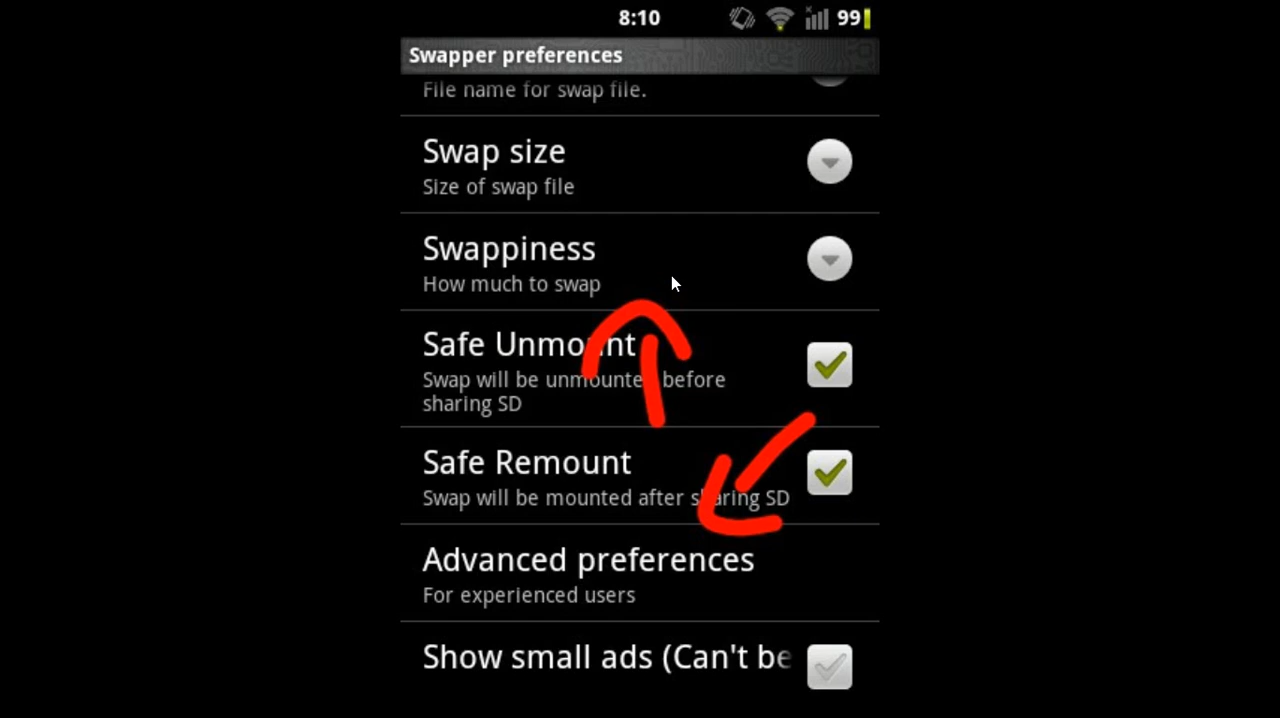 8:10 99
Swapper preferences
File name for swap file.
Swap size
Size of swap file
Swappiness
How much to swap
Safe Unmount
Swap will be unmounted before
sharing SD
Safe Remount
Swap will be mounted after sharing SD
Advanced preferences
For experienced users
Show small ads (Can't be